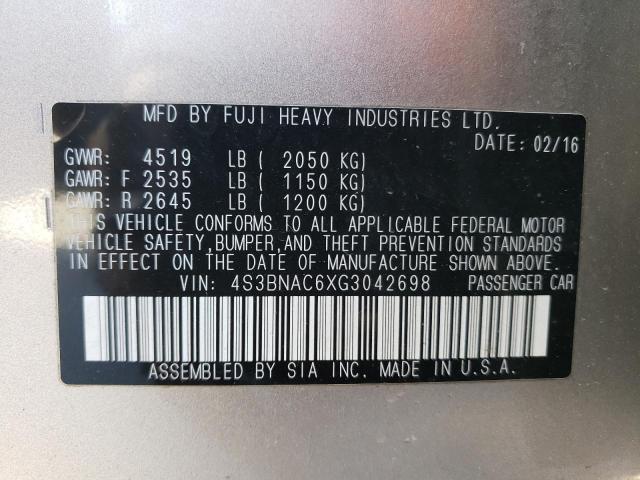 MFD BY FUJI HEAVY INDUSTRIES LTD.
DATE: 02/16
GVWR: 4519 LB ( 2050 KG)
GAWR: F 2535 LB ( 1150 KG)
GAWR: R 2645 LB ( 1200 KG)
THIS VEHICLE CONFORMS TO ALL APPLICABLE FEDERAL MOTOR
VEHICLE SAFETY, BUMPER, AND THEFT PREVENTION STANDARDS
IN EFFECT ON THE DATE OF MANUFACTURE SHOWN ABOVE.
VIN: 4S3BNAC6XG3042698 PASSENGER CAR
ASSEMBLED BY SIA INC. MADE IN U.S.A.